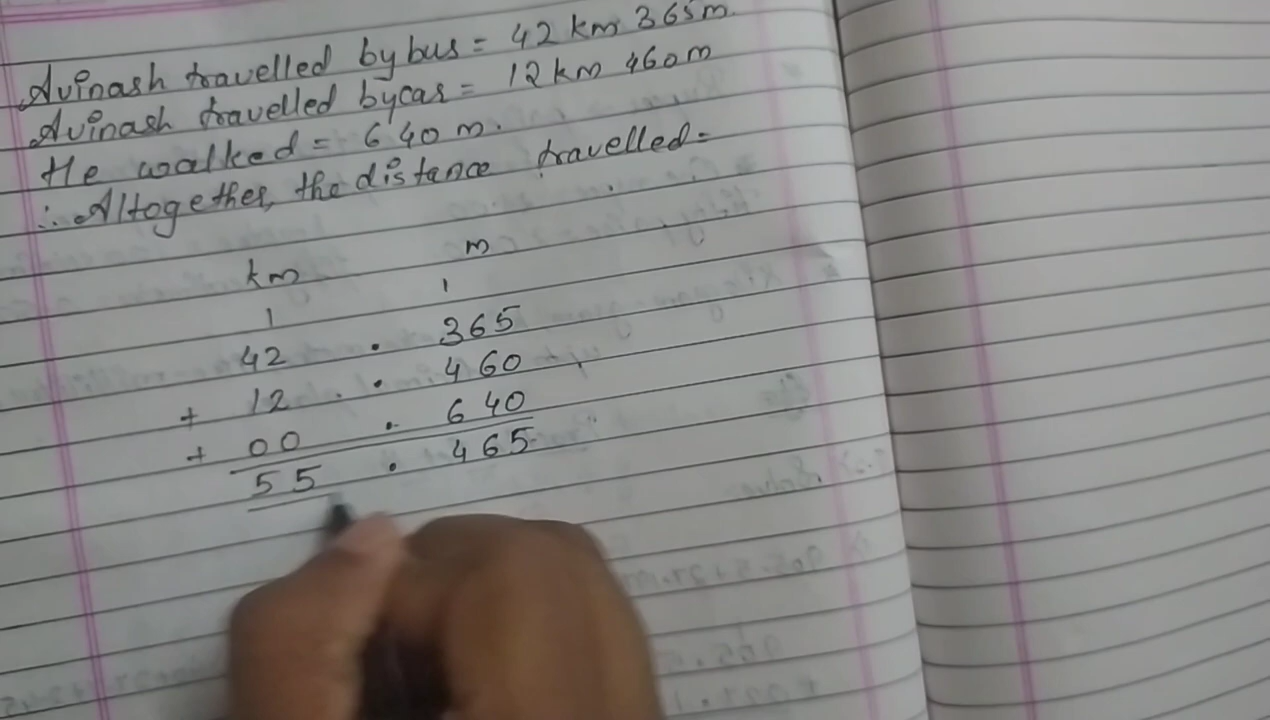 Avinash travelled by bus = 42 km 365m.
Avinash travelled by car = 12 km 460m
He walked = 640 m.
∴ Altogether, the distance travelled =
km m
1 1
42 . 365
+ 12 . 460
+ 00 . 640
55 . 465